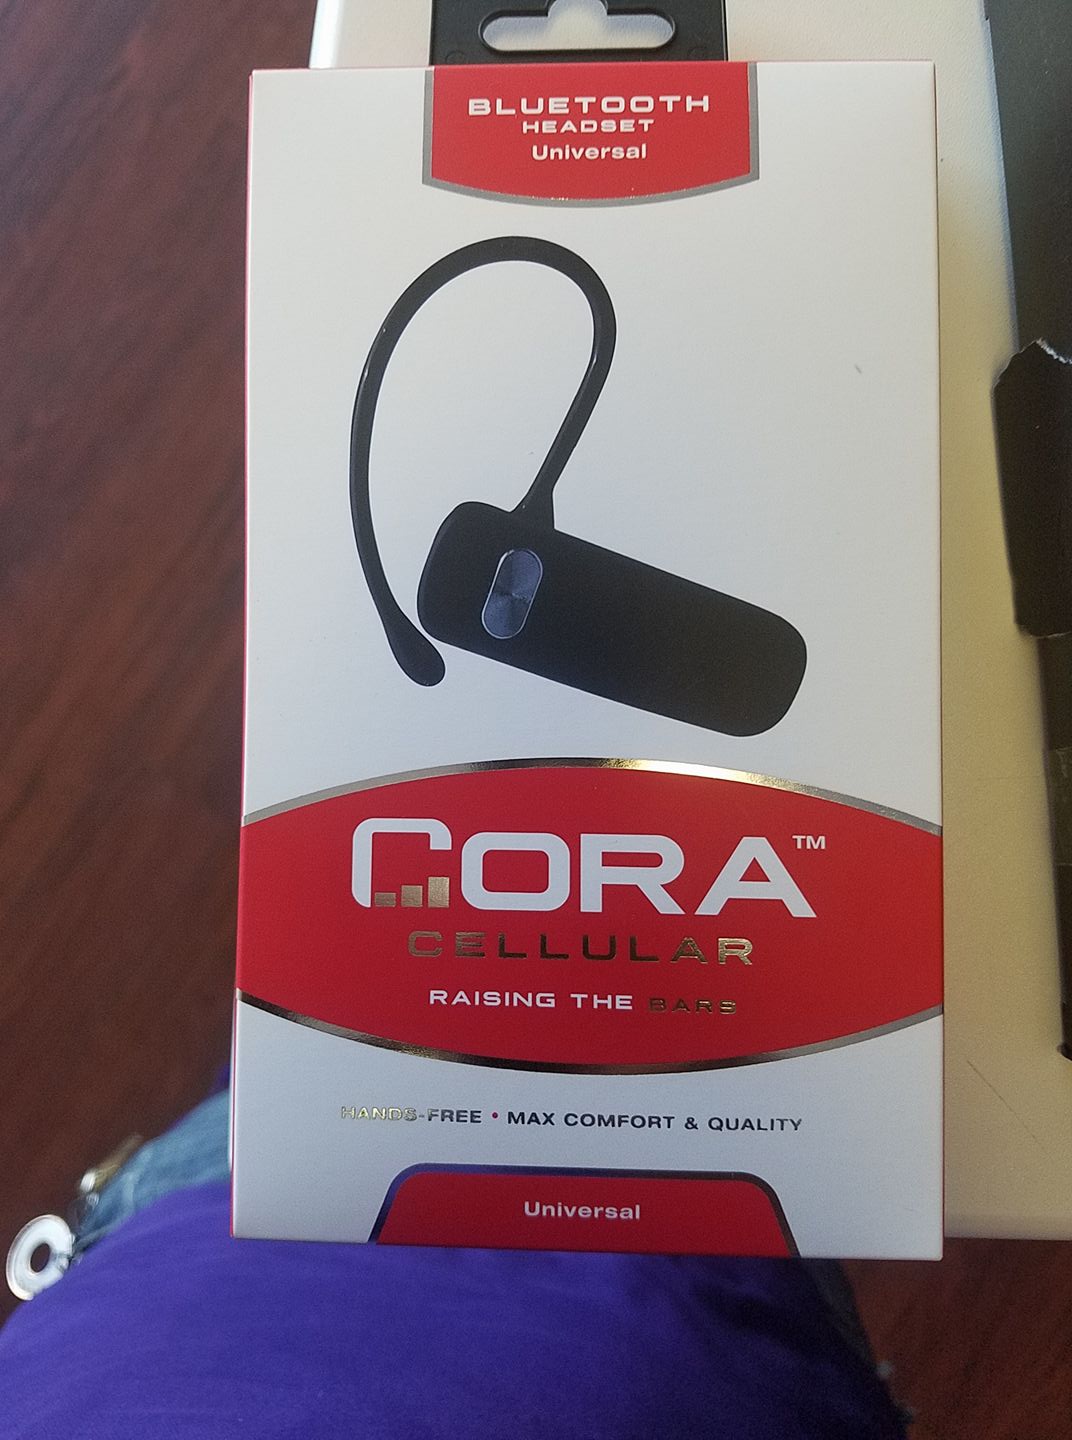 BLUETOOTH
HEADSET
Universal
CORA™
CELLULAR
RAISING THE BARS
HANDS-FREE • MAX COMFORT & QUALITY
Universal